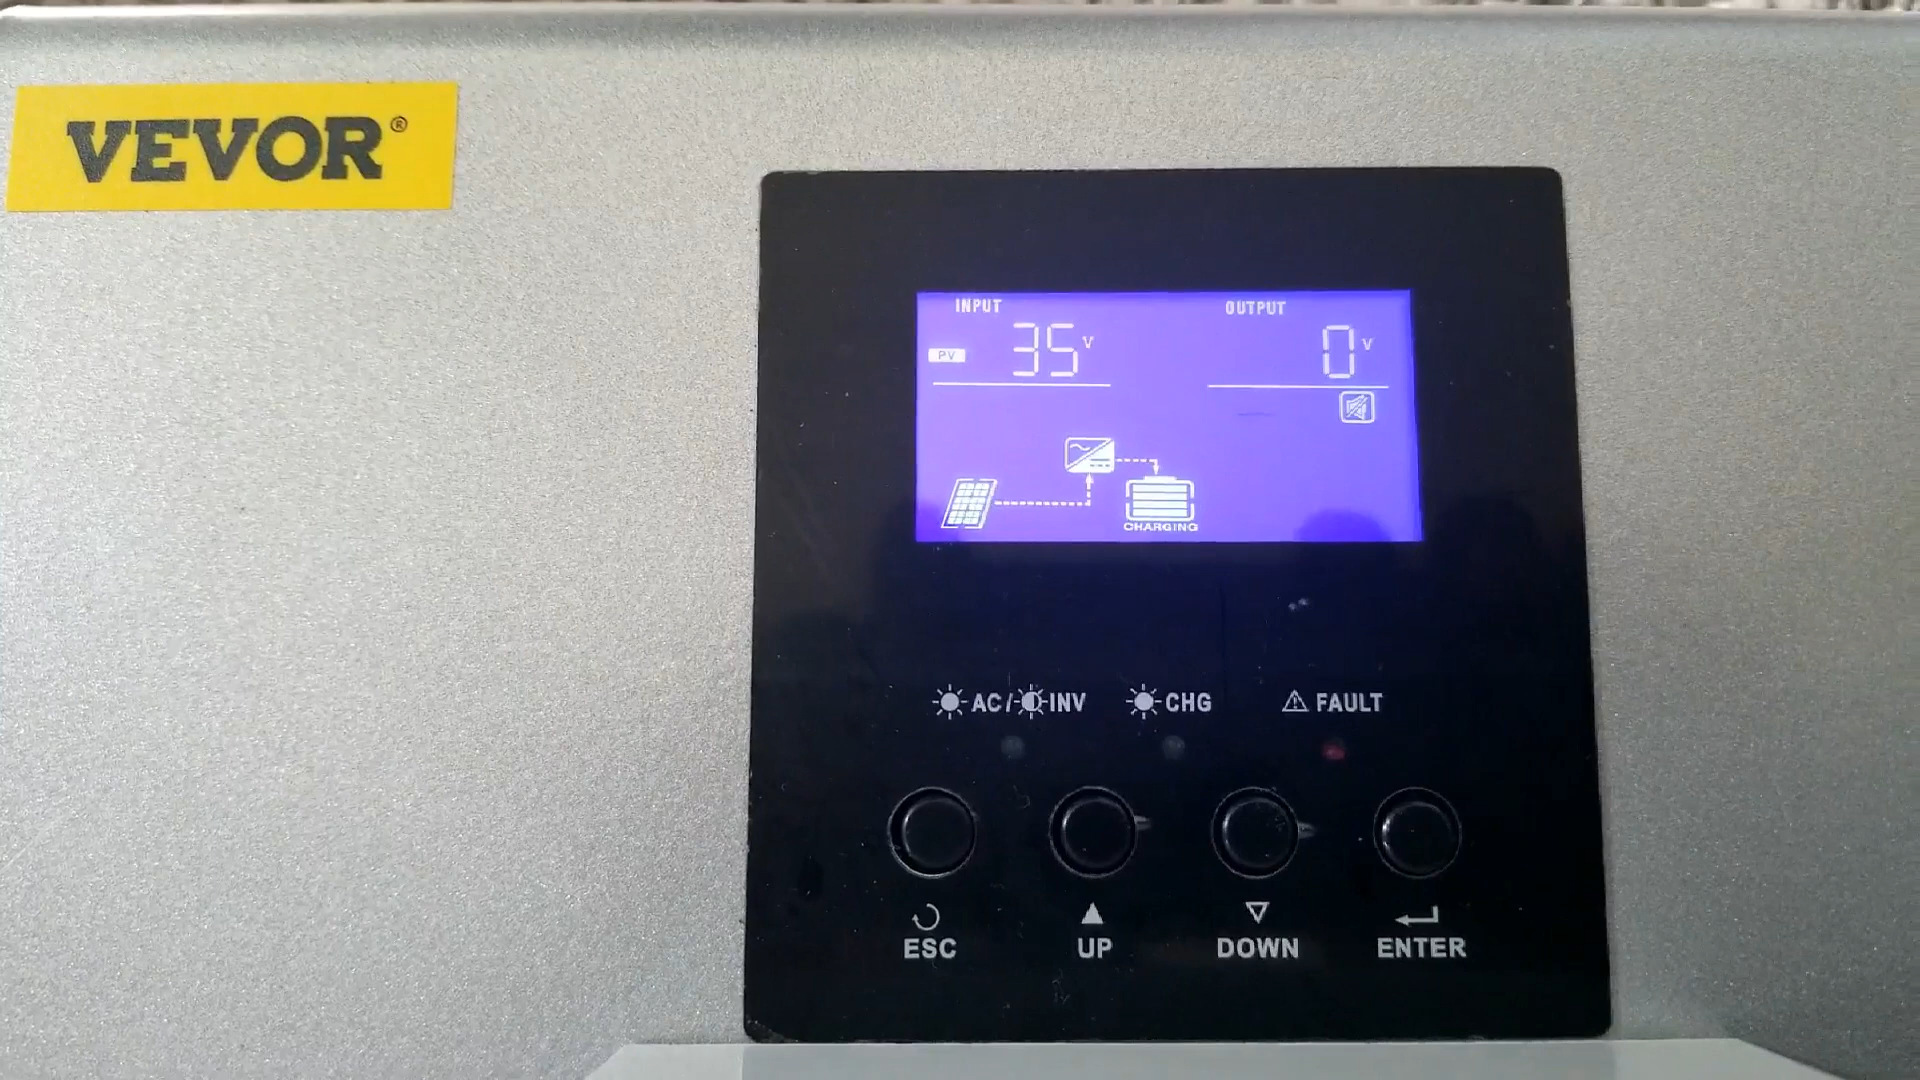 VEVOR®
INPUT OUTPUT
PV 35 V 0 V
CHARGING
AC/ INV CHG FAULT
ESC UP DOWN ENTER